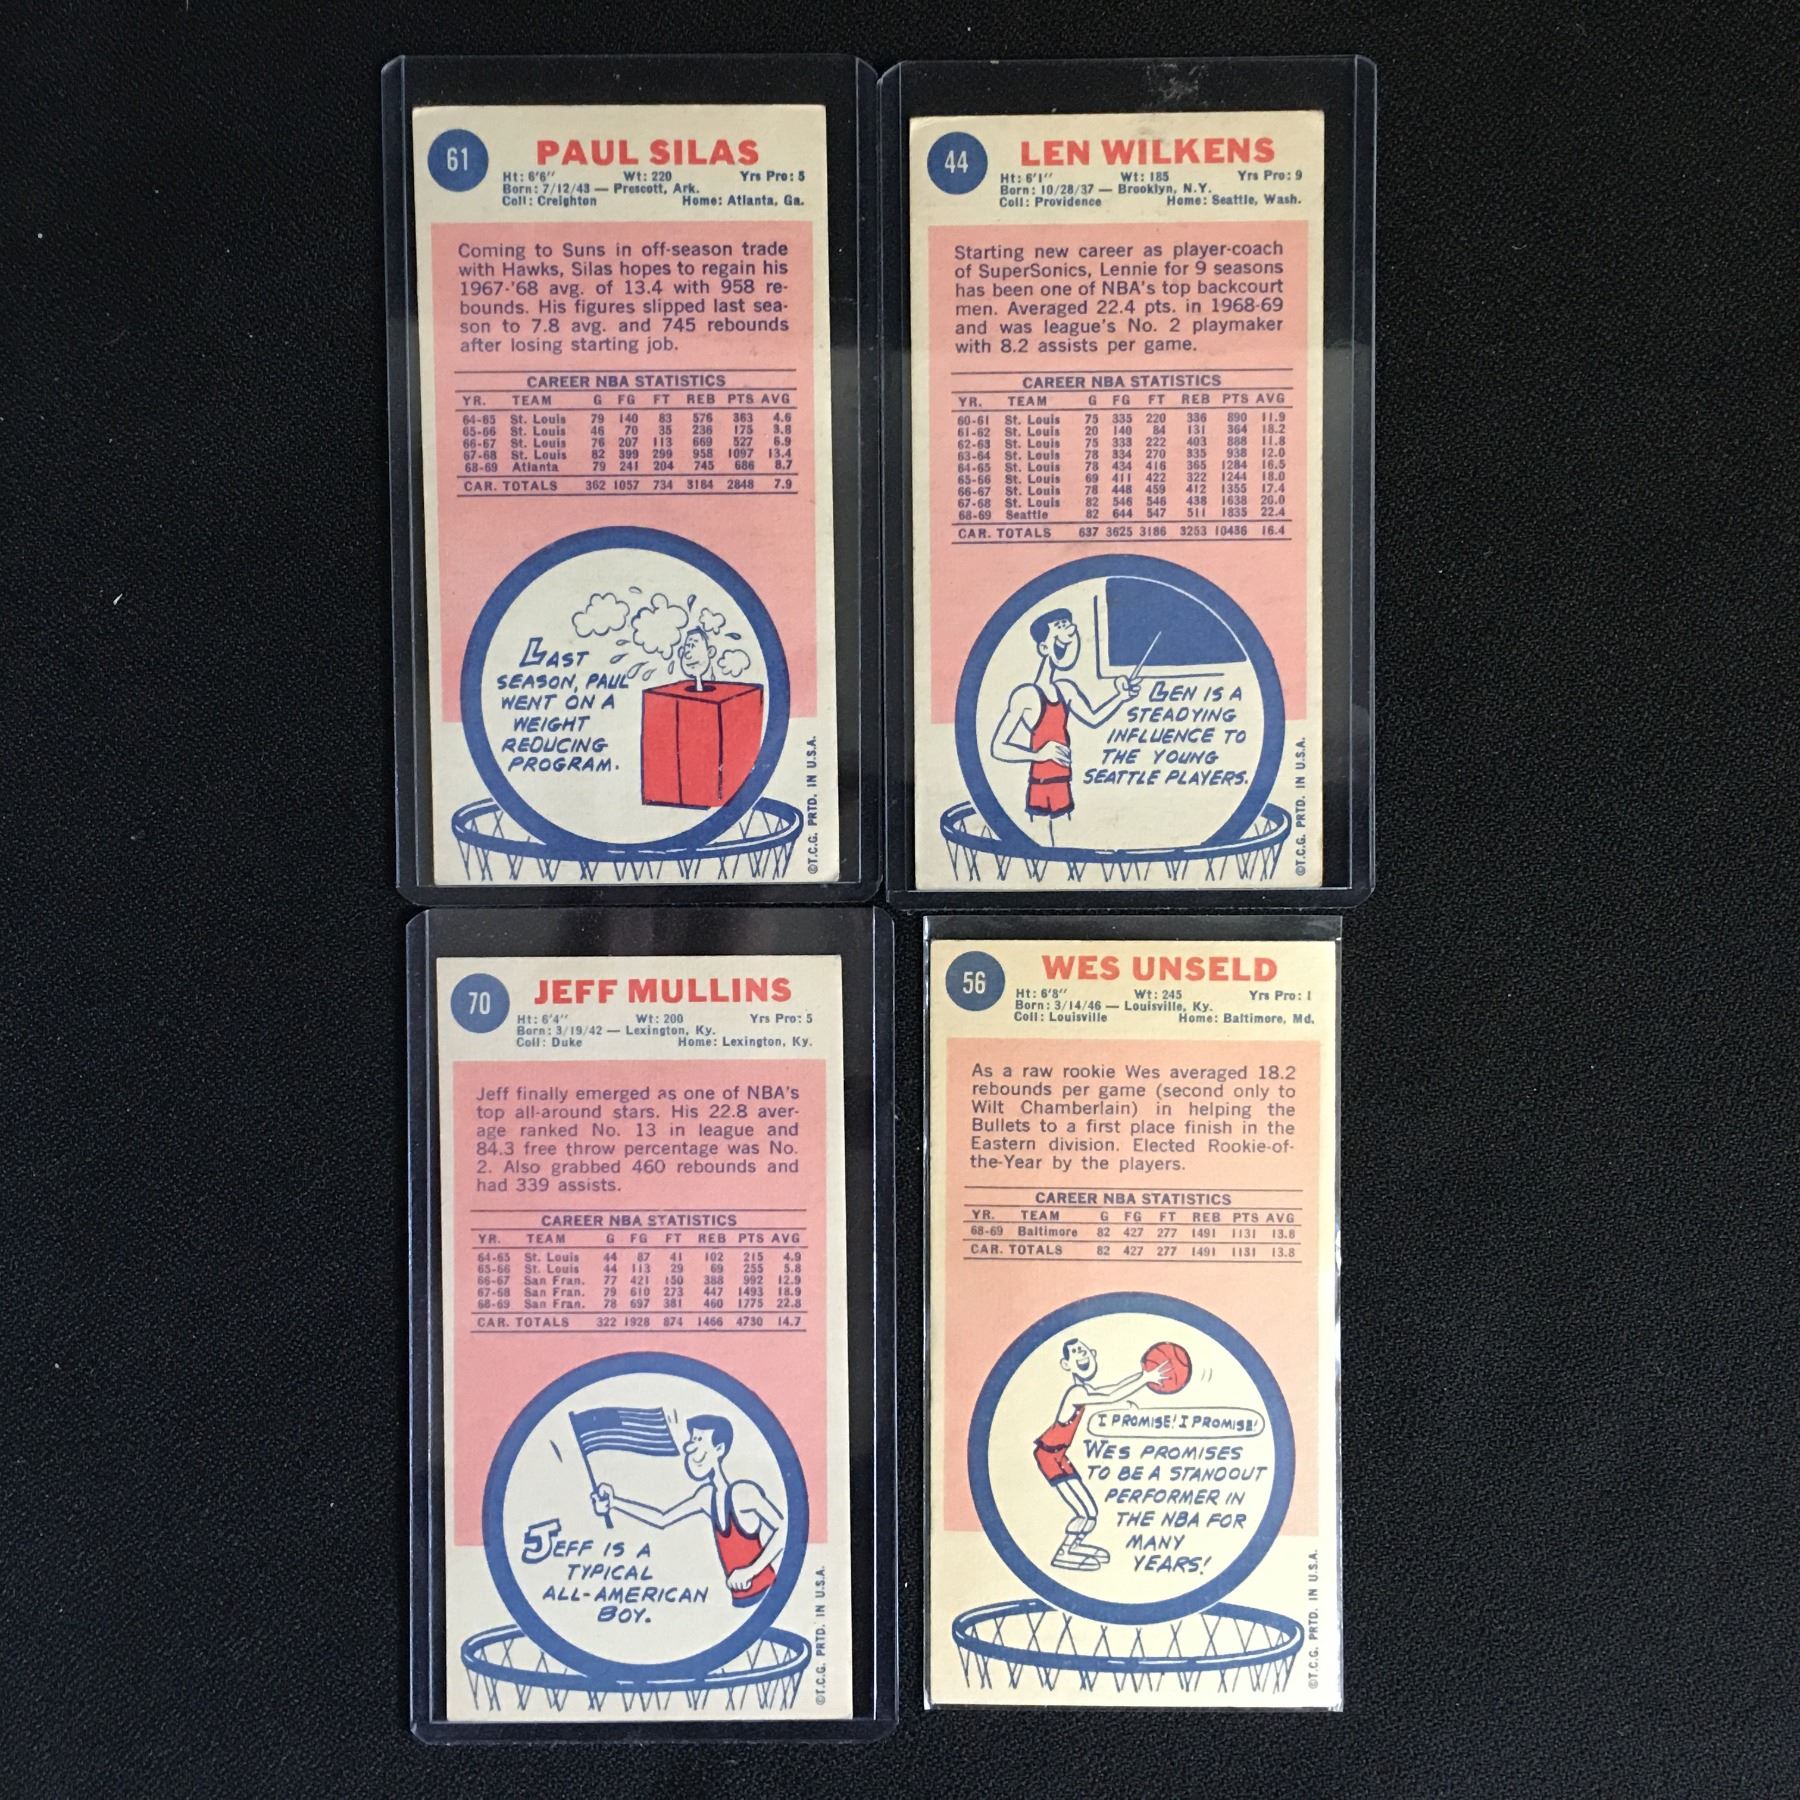 61
PAUL SILAS
Ht: 6'6" Wt: 220 Yrs Pro: 5
Born: 7/12/43 — Prescott, Ark.
Coll: Creighton Home: Atlanta, Ga.
Coming to Suns in off-season trade
with Hawks, Silas hopes to regain his
1967-'68 avg. of 13.4 with 958 re-
bounds. His figures slipped last sea-
son to 7.8 avg. and 745 rebounds
after losing starting job.
CAREER NBA STATISTICS
YR. TEAM G FG FT REB PTS AVG
64-65 St. Louis 79 140 83 576 363 4.6
65-66 St. Louis 46 70 35 236 175 3.8
66-67 St. Louis 76 207 113 669 527 6.9
67-68 St. Louis 82 399 299 958 1097 13.4
68-69 Atlanta 79 241 204 745 686 8.7
CAR. TOTALS 362 1057 734 3184 2848 7.9
LAST
SEASON, PAUL
WENT ON A
WEIGHT
REDUCING
PROGRAM.
©T.C.G. PRTD. IN U.S.A.
44
LEN WILKENS
Ht: 6'1" Wt: 185 Yrs Pro: 9
Born: 10/28/37 — Brooklyn, N.Y.
Coll: Providence Home: Seattle, Wash.
Starting new career as player-coach
of SuperSonics, Lennie for 9 seasons
has been one of NBA's top backcourt
men. Averaged 22.4 pts. in 1968-69
and was league's No. 2 playmaker
with 8.2 assists per game.
CAREER NBA STATISTICS
YR. TEAM G FG FT REB PTS AVG
60-61 St. Louis 75 335 220 336 890 11.9
61-62 St. Louis 20 140 84 131 364 18.2
62-63 St. Louis 75 333 222 403 888 11.8
63-64 St. Louis 78 334 270 335 938 12.0
64-65 St. Louis 78 434 416 365 1284 16.5
65-66 St. Louis 69 411 422 322 1244 18.0
66-67 St. Louis 78 448 459 412 1355 17.4
67-68 St. Louis 82 546 546 438 1638 20.0
68-69 Seattle 82 644 547 511 1835 22.4
CAR. TOTALS 637 3625 3186 3253 10436 16.4
LEN IS A
STEADYING
INFLUENCE TO
THE YOUNG
SEATTLE PLAYERS.
©T.C.G. PRTD. IN U.S.A.
70
JEFF MULLINS
Ht: 6'4" Wt: 200 Yrs Pro: 5
Born: 3/19/42 — Lexington, Ky.
Coll: Duke Home: Lexington, Ky.
Jeff finally emerged as one of NBA's
top all-around stars. His 22.8 aver-
age ranked No. 13 in league and
84.3 free throw percentage was No.
2. Also grabbed 460 rebounds and
had 339 assists.
CAREER NBA STATISTICS
YR. TEAM G FG FT REB PTS AVG
64-65 St. Louis 44 87 41 102 215 4.9
65-66 St. Louis 44 113 29 69 255 5.8
66-67 San Fran. 77 421 150 388 992 12.9
67-68 San Fran. 79 610 273 447 1493 18.9
68-69 San Fran. 78 697 381 460 1775 22.8
CAR. TOTALS 322 1928 874 1466 4730 14.7
JEFF IS A
TYPICAL
ALL-AMERICAN
BOY.
©T.C.G. PRTD. IN U.S.A.
56
WES UNSELD
Ht: 6'8" Wt: 245 Yrs Pro: 1
Born: 3/14/46 — Louisville, Ky.
Coll: Louisville Home: Baltimore, Md.
As a raw rookie Wes averaged 18.2
rebounds per game (second only to
Wilt Chamberlain) in helping the
Bullets to a first place finish in the
Eastern division. Elected Rookie-of-
the-Year by the players.
CAREER NBA STATISTICS
YR. TEAM G FG FT REB PTS AVG
68-69 Baltimore 82 427 277 1491 1131 13.8
CAR. TOTALS 82 427 277 1491 1131 13.8
I PROMISE! I PROMISE!
WES PROMISES
TO BE A STANDOUT
PERFORMER IN
THE NBA FOR
MANY
YEARS!
©T.C.G. PRTD. IN U.S.A.